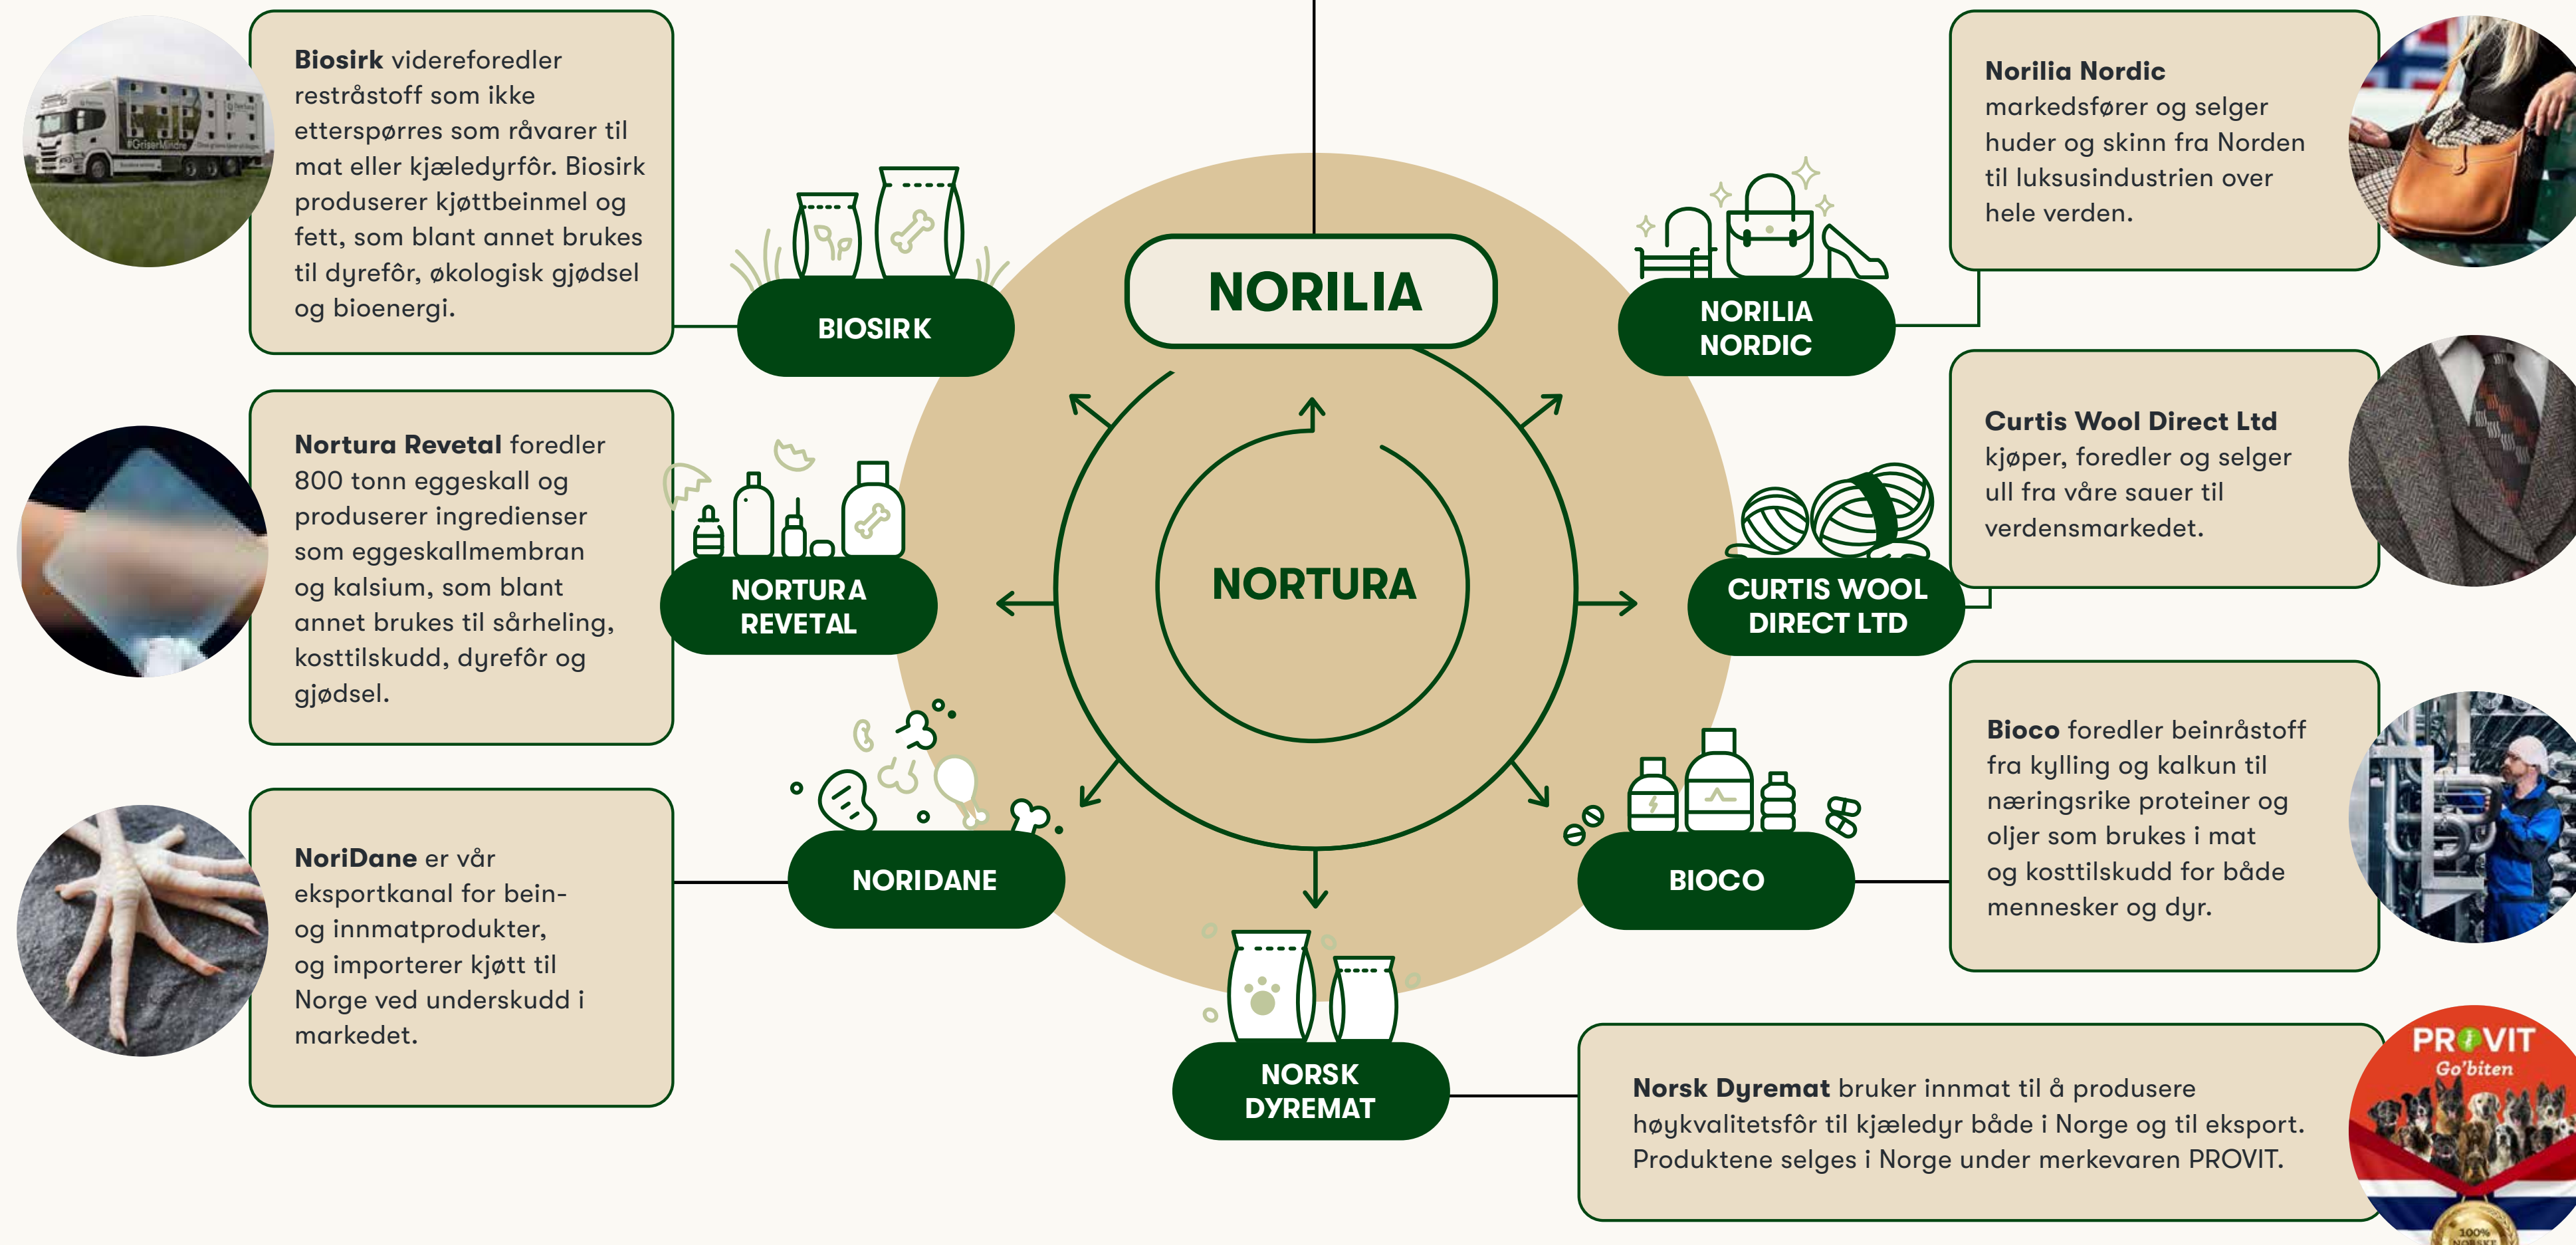 Biosirk videreforedler
restråstoff som ikke
etterspørres som råvarer til
mat eller kjæledyrfôr. Biosirk
produserer kjøttbeinmel og
fett, som blant annet brukes
til dyrefôr, økologisk gjødsel
og bioenergi.
#GriserMindre
BIOSIRK
Nortura Revetal foredler
800 tonn eggeskall og
produserer ingredienser
som eggeskallmembran
og kalsium, som blant
annet brukes til sårheling,
kosttilskudd, dyrefôr og
gjødsel.
NORTURA
REVETAL
NoriDane er vår
eksportkanal for bein-
og innmatprodukter,
og importerer kjøtt til
Norge ved underskudd i
markedet.
NORIDANE
NORILIA
NORTURA
Norilia Nordic
markedsfører og selger
huder og skinn fra Norden
til luksusindustrien over
hele verden.
NORILIA
NORDIC
Curtis Wool Direct Ltd
kjøper, foredler og selger
ull fra våre sauer til
verdensmarkedet.
CURTIS WOOL
DIRECT LTD
Bioco foredler beinråstoff
fra kylling og kalkun til
næringsrike proteiner og
oljer som brukes i mat
og kosttilskudd for både
mennesker og dyr.
BIOCO
NORSK
DYREMAT
Norsk Dyremat bruker innmat til å produsere
høykvalitetsfôr til kjæledyr både i Norge og til eksport.
Produktene selges i Norge under merkevaren PROVIT.
PROVIT
Go'biten
100%
NORSKE